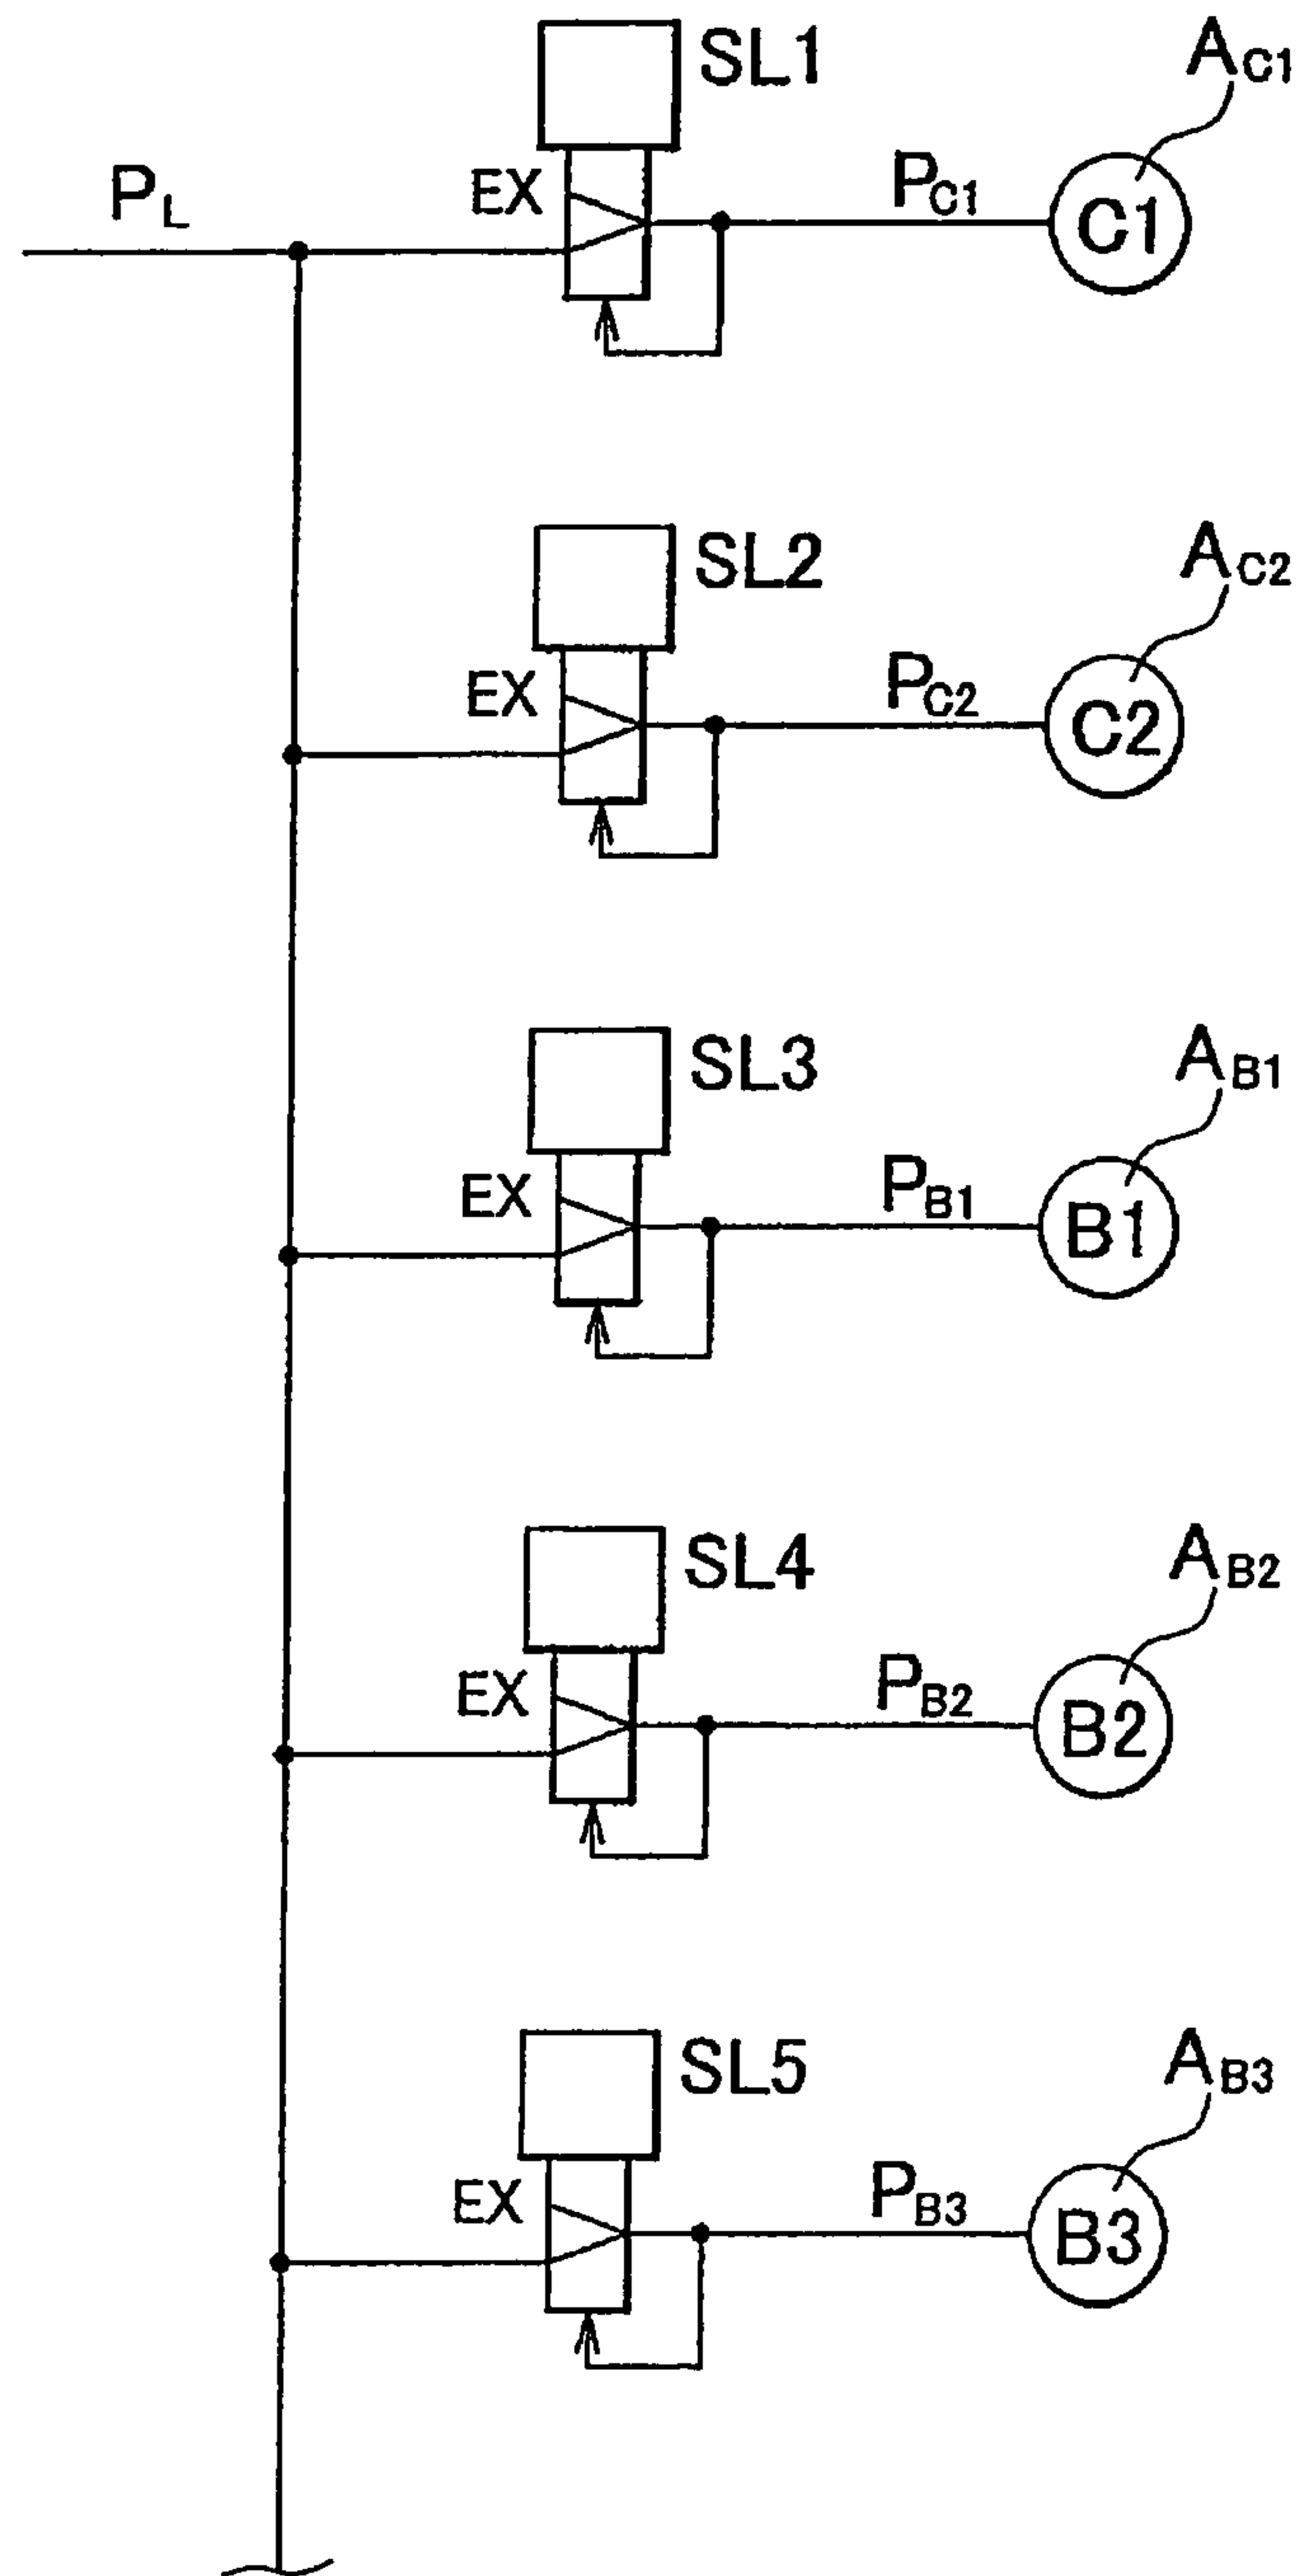 SL1
A_C1
P_L
EX
P_C1
C1
SL2
A_C2
EX
P_C2
C2
SL3
A_B1
EX
P_B1
B1
SL4
A_B2
EX
P_B2
B2
SL5
A_B3
EX
P_B3
B3